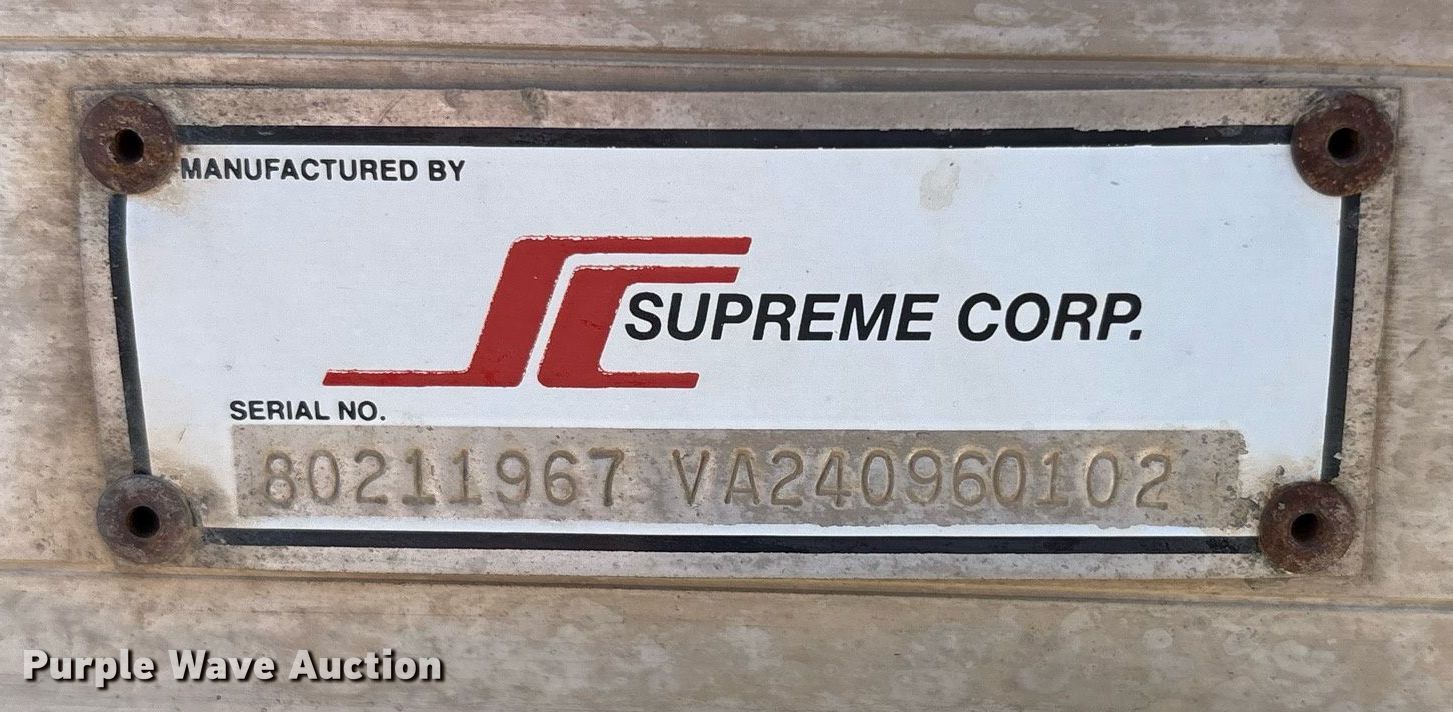 MANUFACTURED BY
SUPREME CORP.
SERIAL NO.
80211967 VA240960102
Purple Wave Auction